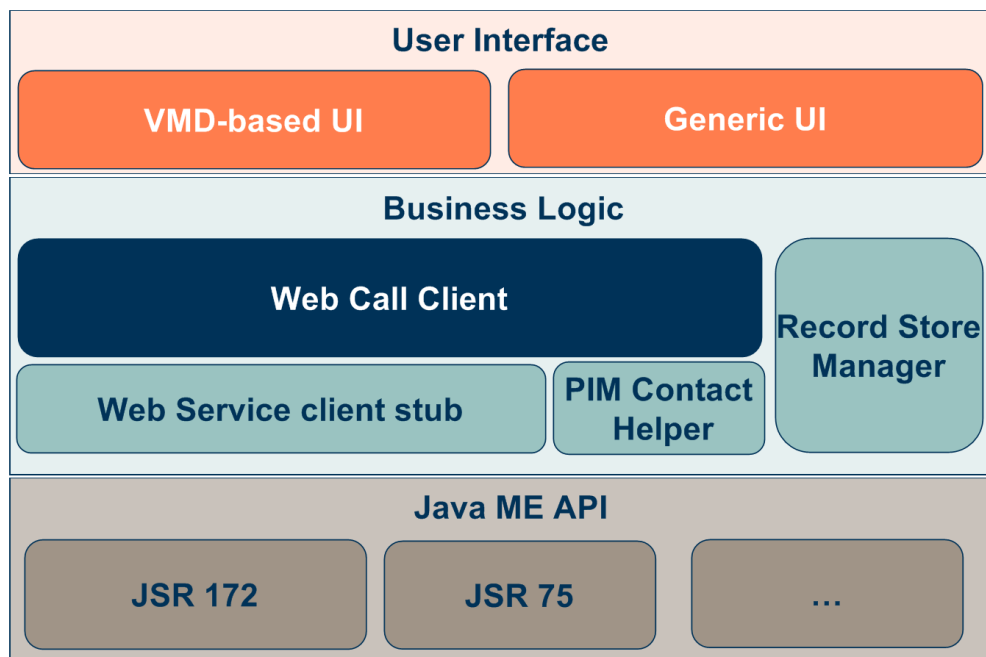 User Interface
VMD-based UI
Generic UI
Business Logic
Web Call Client
Record Store
Manager
Web Service client stub
PIM Contact
Helper
Java ME API
JSR 172
JSR 75
...